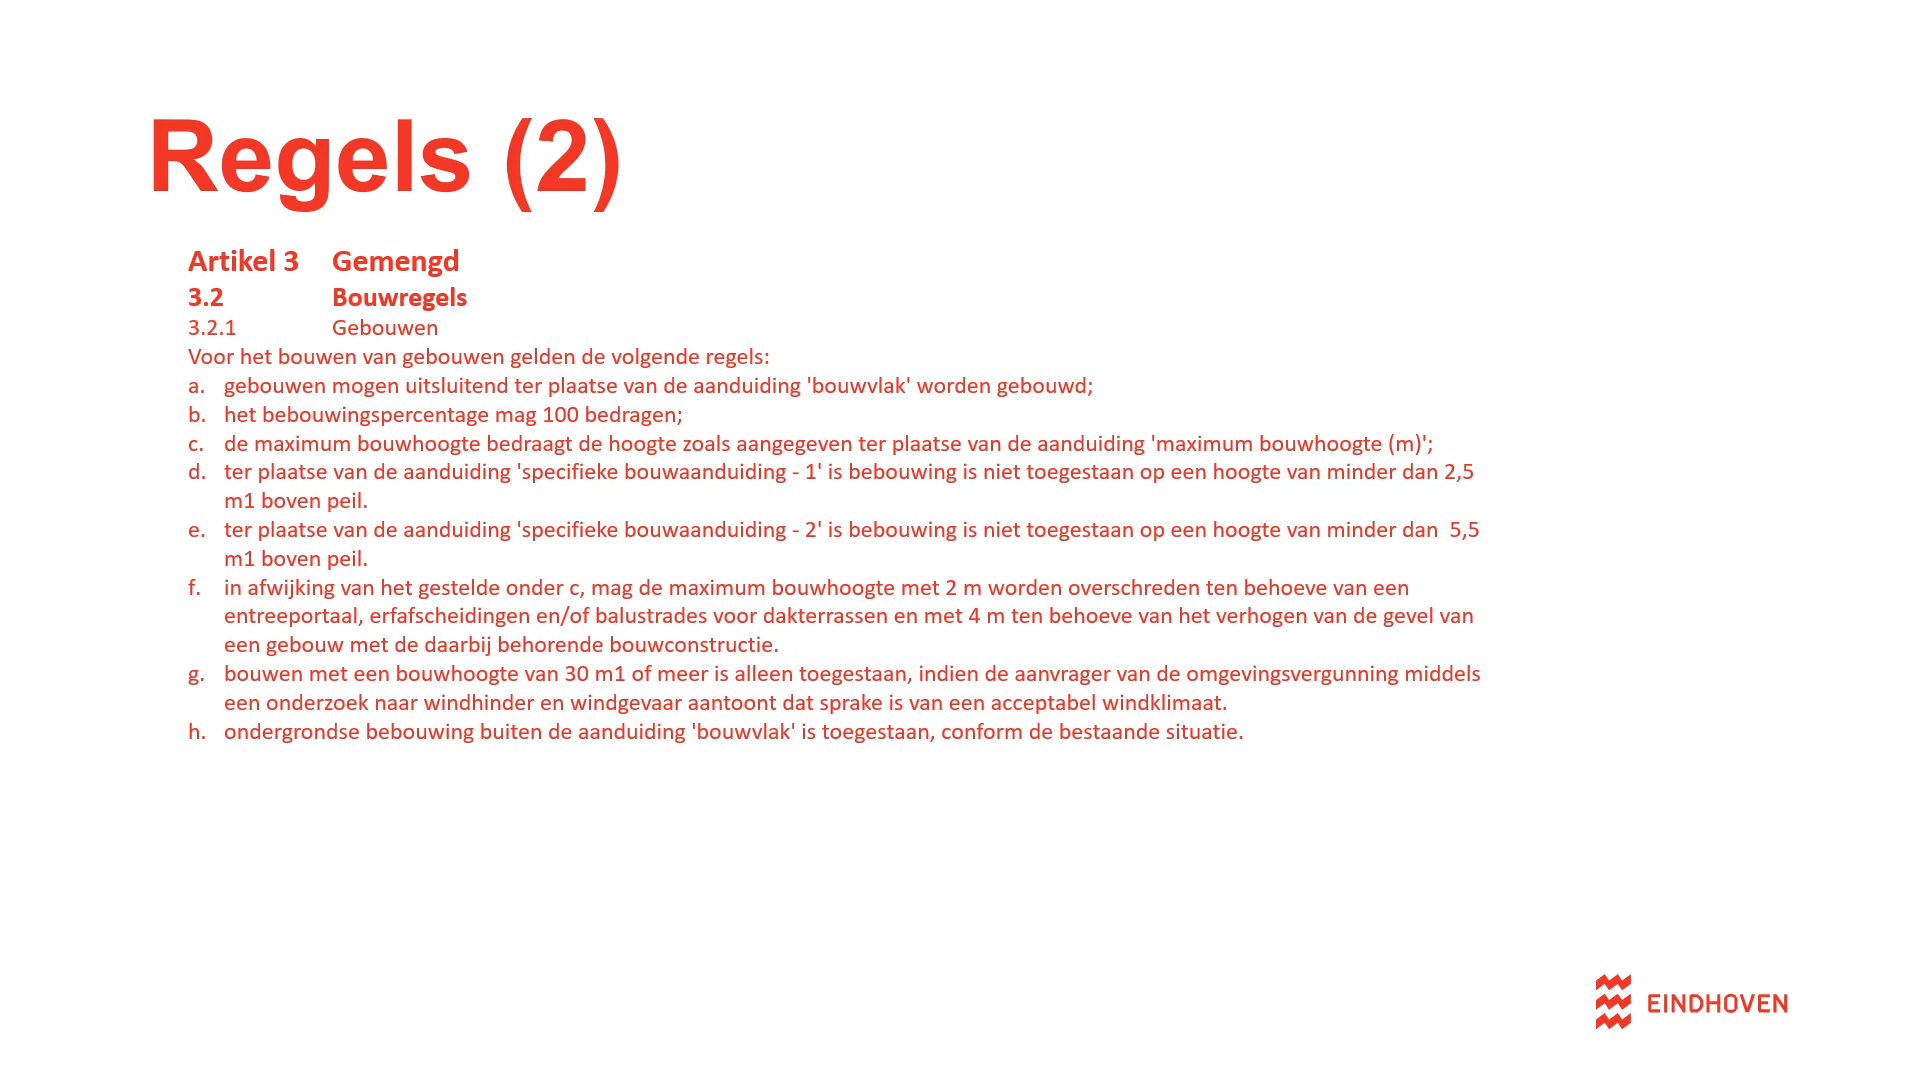 Regels (2)
Artikel 3 Gemengd
3.2 Bouwregels
3.2.1 Gebouwen
Voor het bouwen van gebouwen gelden de volgende regels:
a. gebouwen mogen uitsluitend ter plaatse van de aanduiding 'bouwvlak' worden gebouwd;
b. het bebouwingspercentage mag 100 bedragen;
c. de maximum bouwhoogte bedraagt de hoogte zoals aangegeven ter plaatse van de aanduiding 'maximum bouwhoogte (m)';
d. ter plaatse van de aanduiding 'specifieke bouwaanduiding - 1' is bebouwing is niet toegestaan op een hoogte van minder dan 2,5
m1 boven peil.
e. ter plaatse van de aanduiding 'specifieke bouwaanduiding - 2' is bebouwing is niet toegestaan op een hoogte van minder dan 5,5
m1 boven peil.
f. in afwijking van het gestelde onder c, mag de maximum bouwhoogte met 2 m worden overschreden ten behoeve van een
entreeportaal, erfafscheidingen en/of balustrades voor dakterrassen en met 4 m ten behoeve van het verhogen van de gevel van
een gebouw met de daarbij behorende bouwconstructie.
g. bouwen met een bouwhoogte van 30 m1 of meer is alleen toegestaan, indien de aanvrager van de omgevingsvergunning middels
een onderzoek naar windhinder en windgevaar aantoont dat sprake is van een acceptabel windklimaat.
h. ondergrondse bebouwing buiten de aanduiding 'bouwvlak' is toegestaan, conform de bestaande situatie.
EINDHOVEN